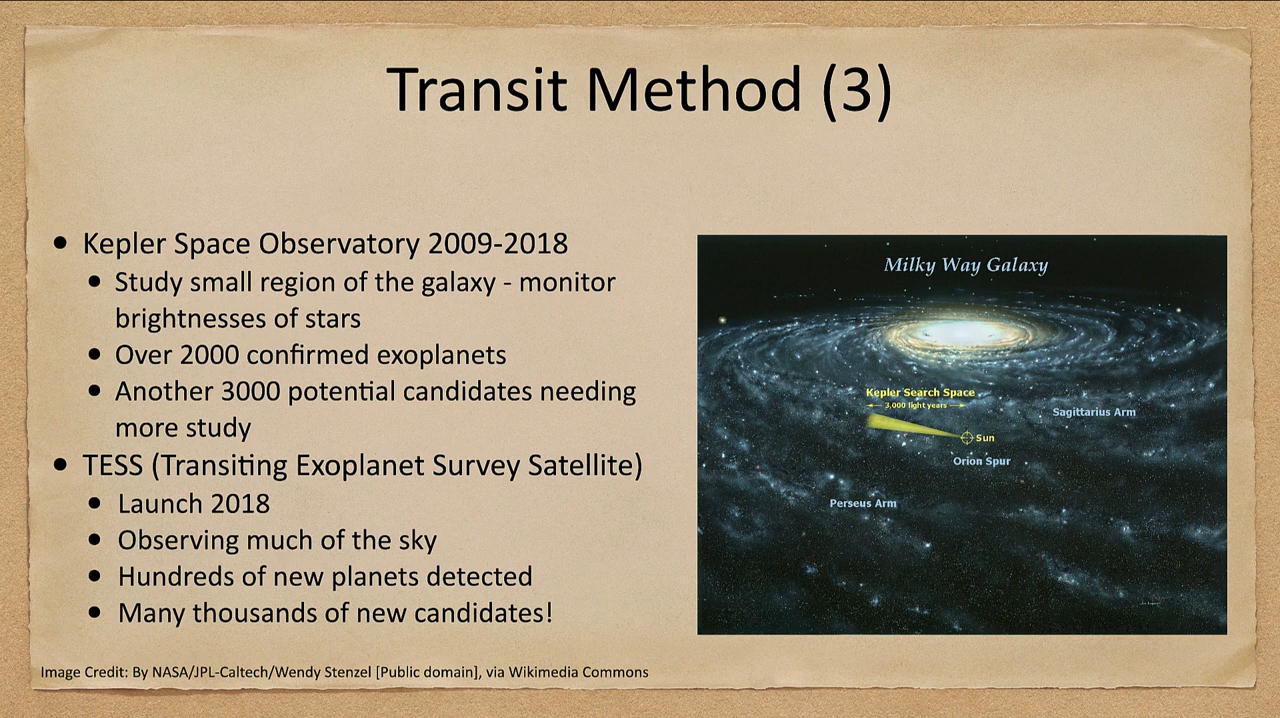 Transit Method (3)
• Kepler Space Observatory 2009-2018
• Study small region of the galaxy - monitor
brightnesses of stars
• Over 2000 confirmed exoplanets
• Another 3000 potential candidates needing
more study
• TESS (Transiting Exoplanet Survey Satellite)
• Launch 2018
• Observing much of the sky
• Hundreds of new planets detected
• Many thousands of new candidates!
Milky Way Galaxy
Kepler Search Space
3,000 light years
Sagittarius Arm
Sun
Orion Spur
Perseus Arm
Image Credit: By NASA/JPL-Caltech/Wendy Stenzel [Public domain], via Wikimedia Commons